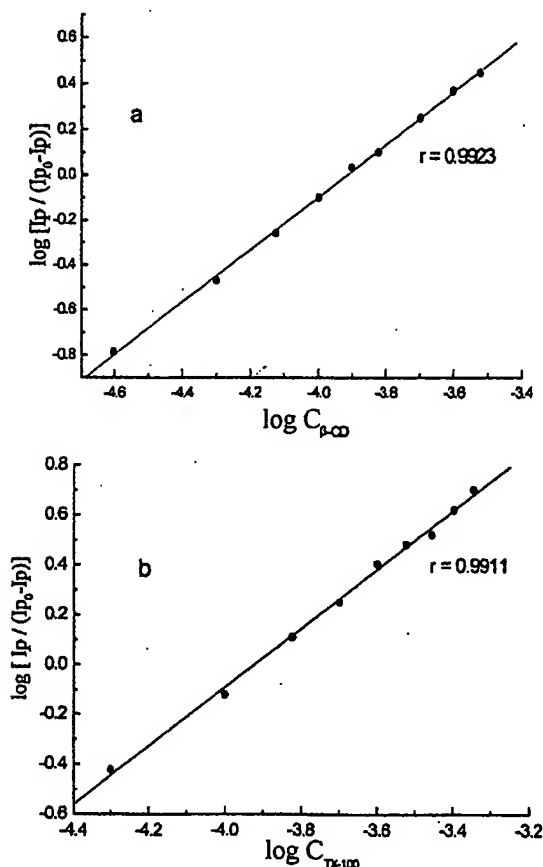 0.6
0.4
0.2
0.0
-0.2
-0.4
-0.6
-0.8
log [Ip / (Ip₀-Ip)]
a
r = 0.9923
-4.6 -4.4 -4.2 -4.0 -3.8 -3.6 -3.4
log C β-CD
0.8
0.6
0.4
0.2
0.0
-0.2
-0.4
-0.6
log [ Ip / (Ip₀-Ip)]
b
r = 0.9911
-4.4 -4.2 -4.0 -3.8 -3.6 -3.4 -3.2
log C TX-100